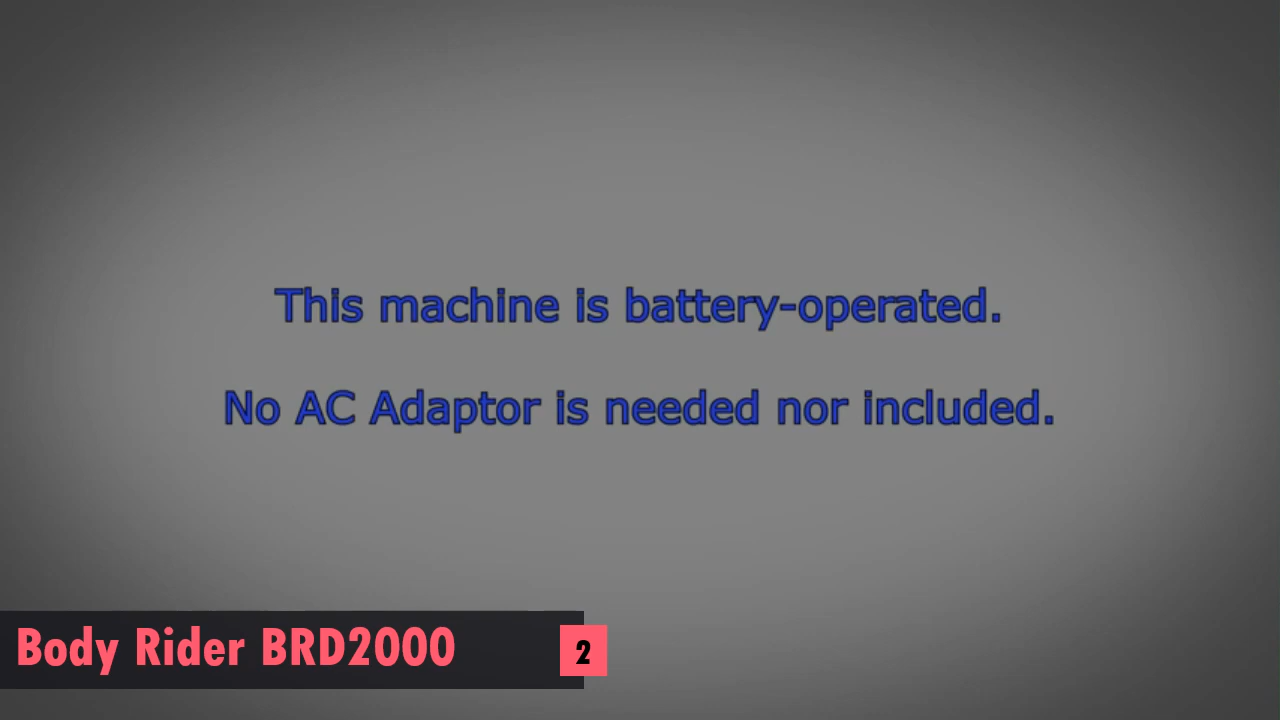 This machine is battery-operated.
No AC Adaptor is needed nor included.
Body Rider BRD2000
2